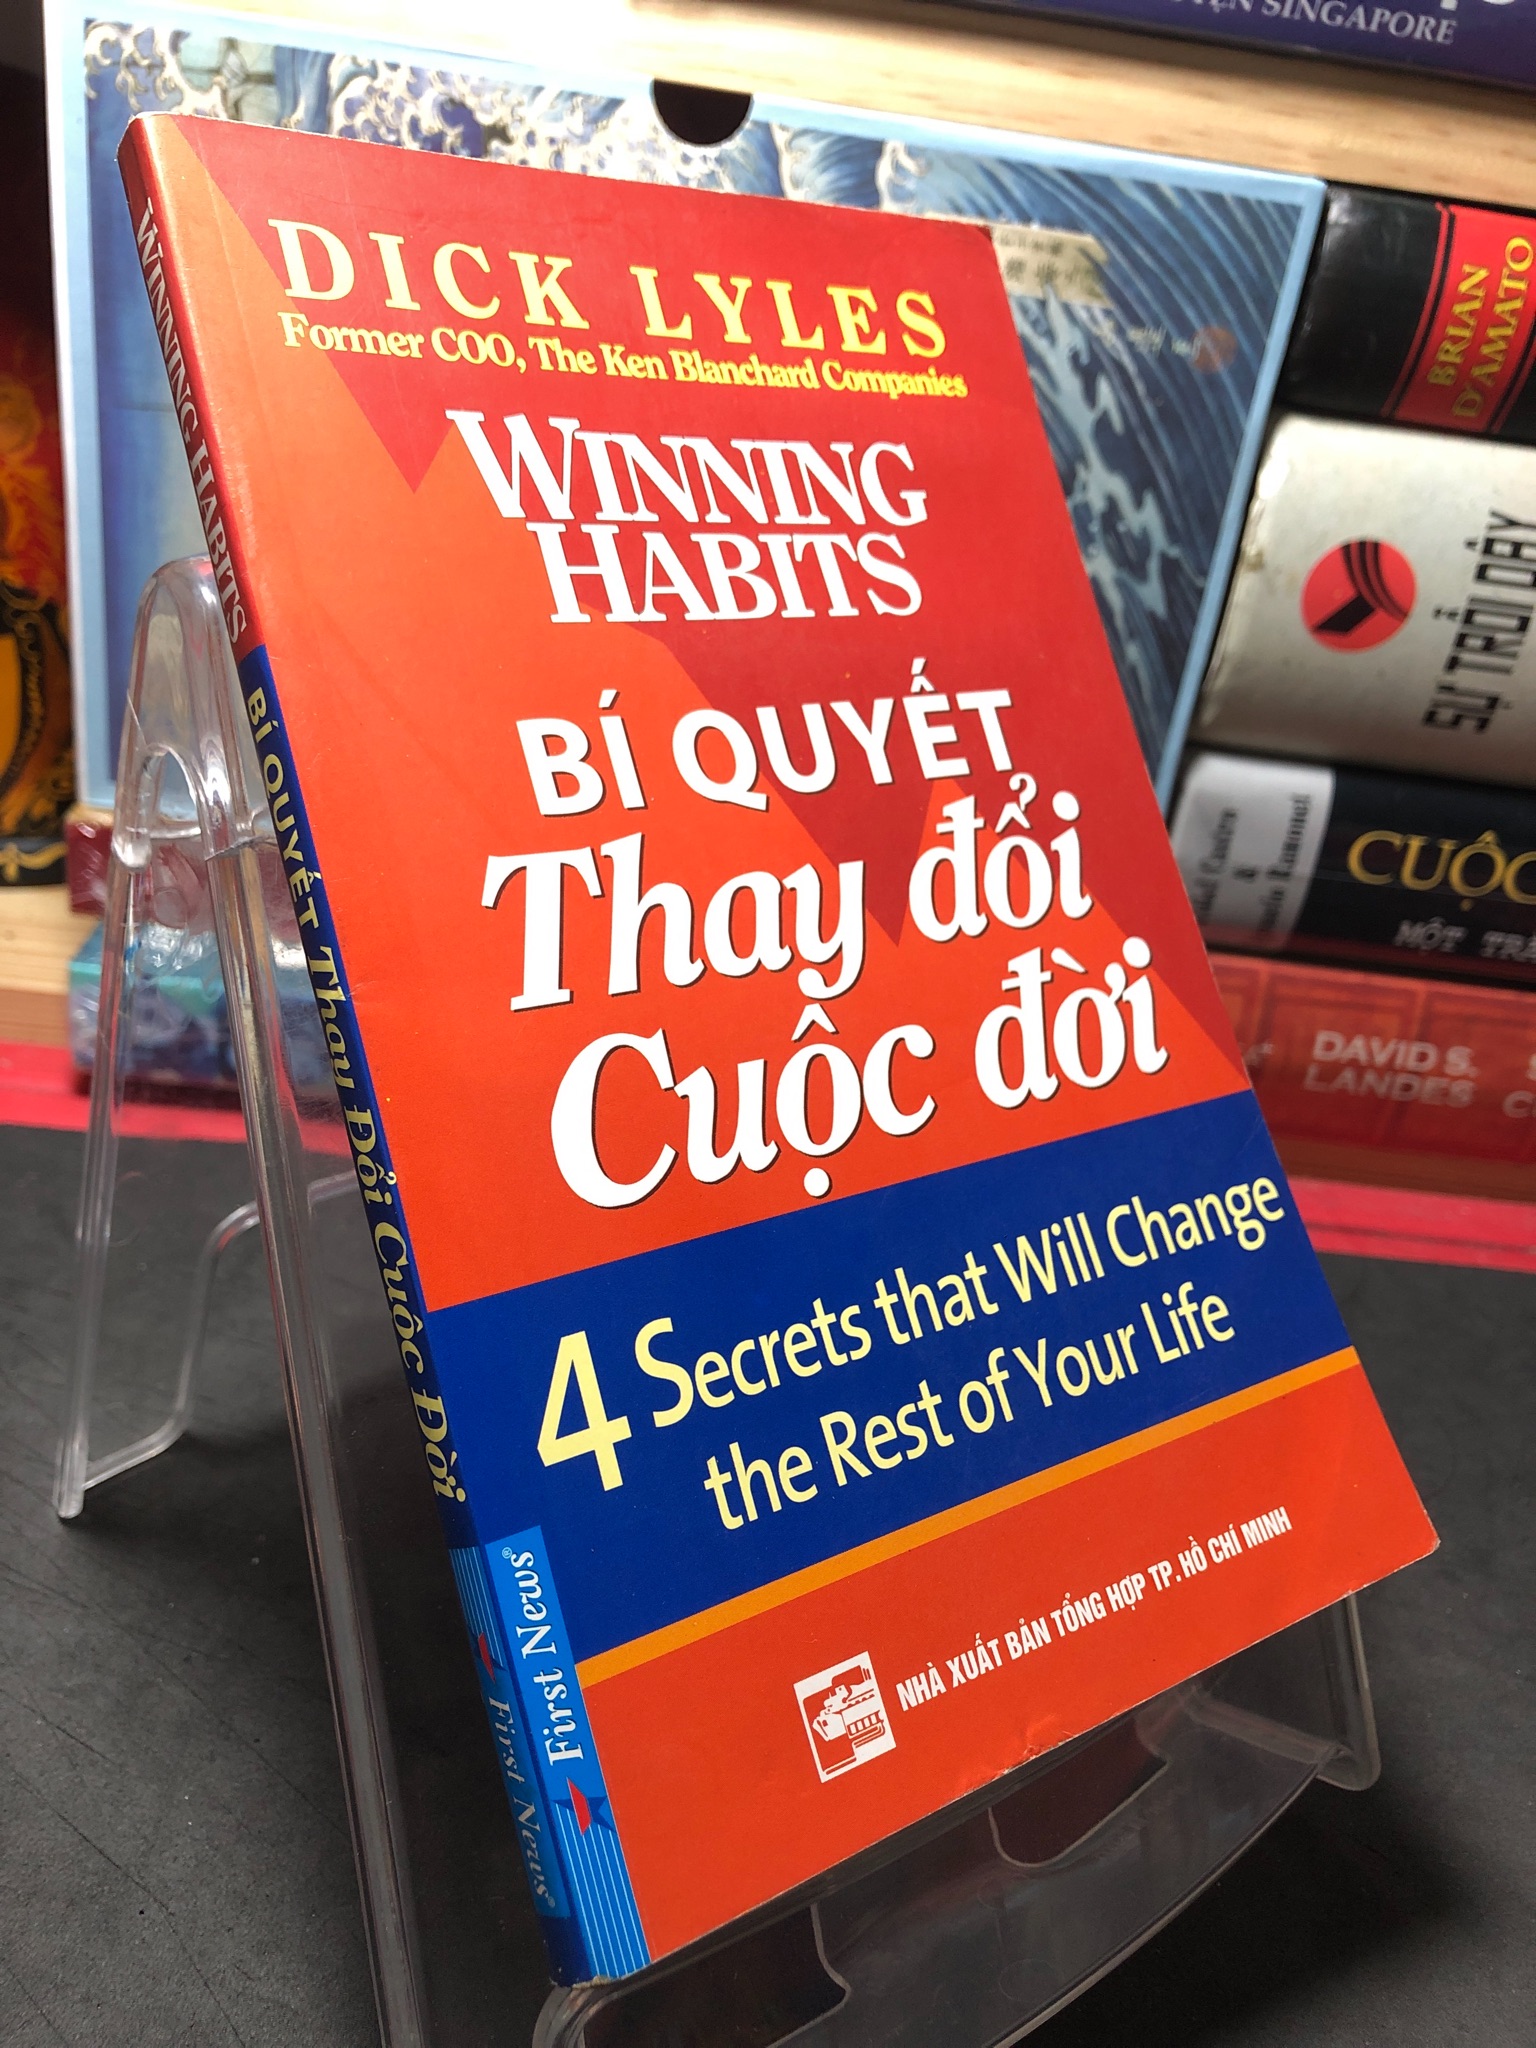 DICK LYLES
Former COO, The Ken Blanchard Companies
WINNING
HABITS
BÍ QUYẾT
Thay đổi
Cuộc đời
4 Secrets that Will Change
the Rest of Your Life
NHÀ XUẤT BẢN TỔNG HỢP TP. HỒ CHÍ MINH
First News®
WINNING HABITS
BÍ QUYẾT Thay Đổi Cuộc Đời
First News®
SINGAPORE
BRIAN
D'AMATO
SỰ TRỖI DẬY
CUỘC
MỘT
DAVID S.
LANDES